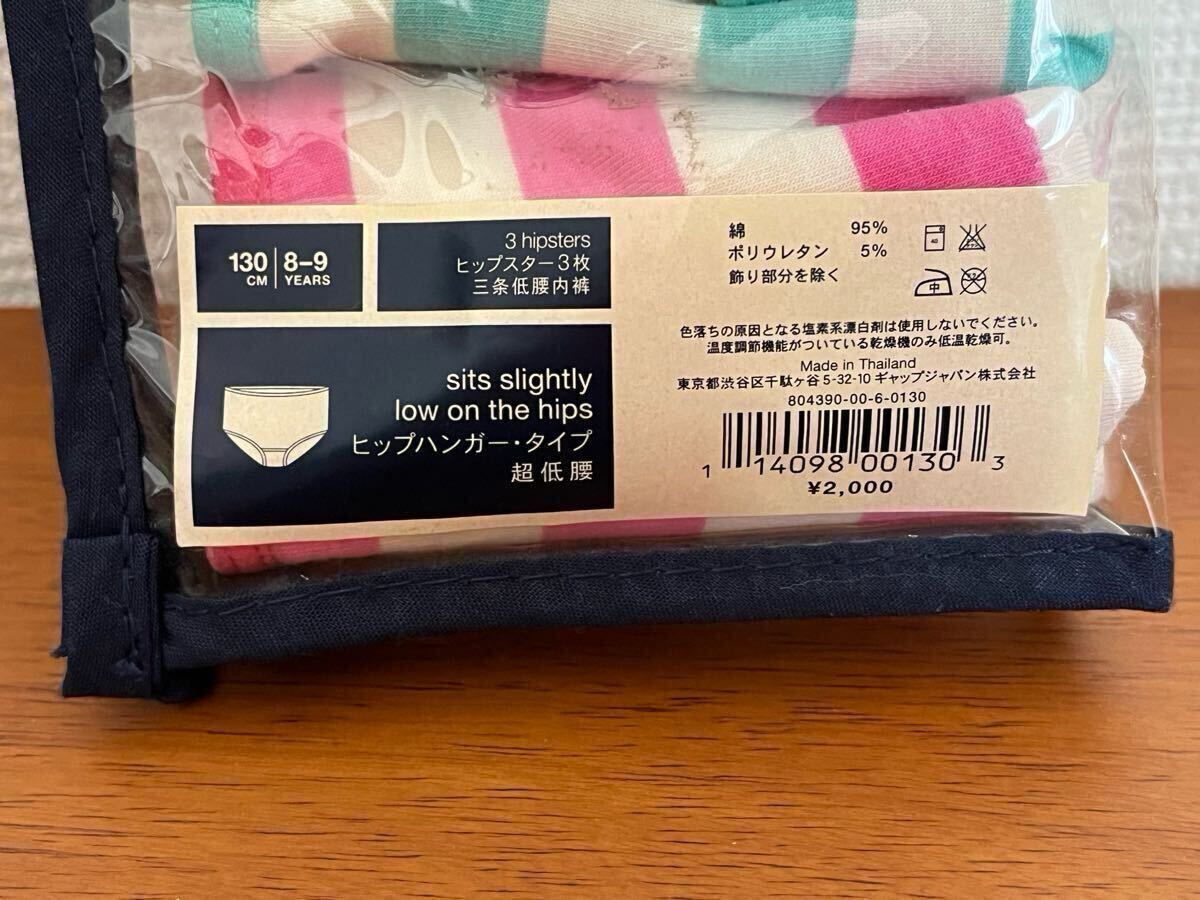 130 CM
8–9 YEARS
3 hipsters
ヒップスター3枚
三条低腰内裤
sits slightly
low on the hips
ヒップハンガー・タイプ
超低腰
綿 95%
ポリウレタン 5%
飾り部分を除く
40
中
色落ちの原因となる塩素系漂白剤は使用しないでください。
温度調節機能がついている乾燥機のみ低温乾燥可。
Made in Thailand
東京都渋谷区千駄ヶ谷5-32-10 ギャップジャパン株式会社
804390-00-6-0130
1 14098 00130 3
¥2,000